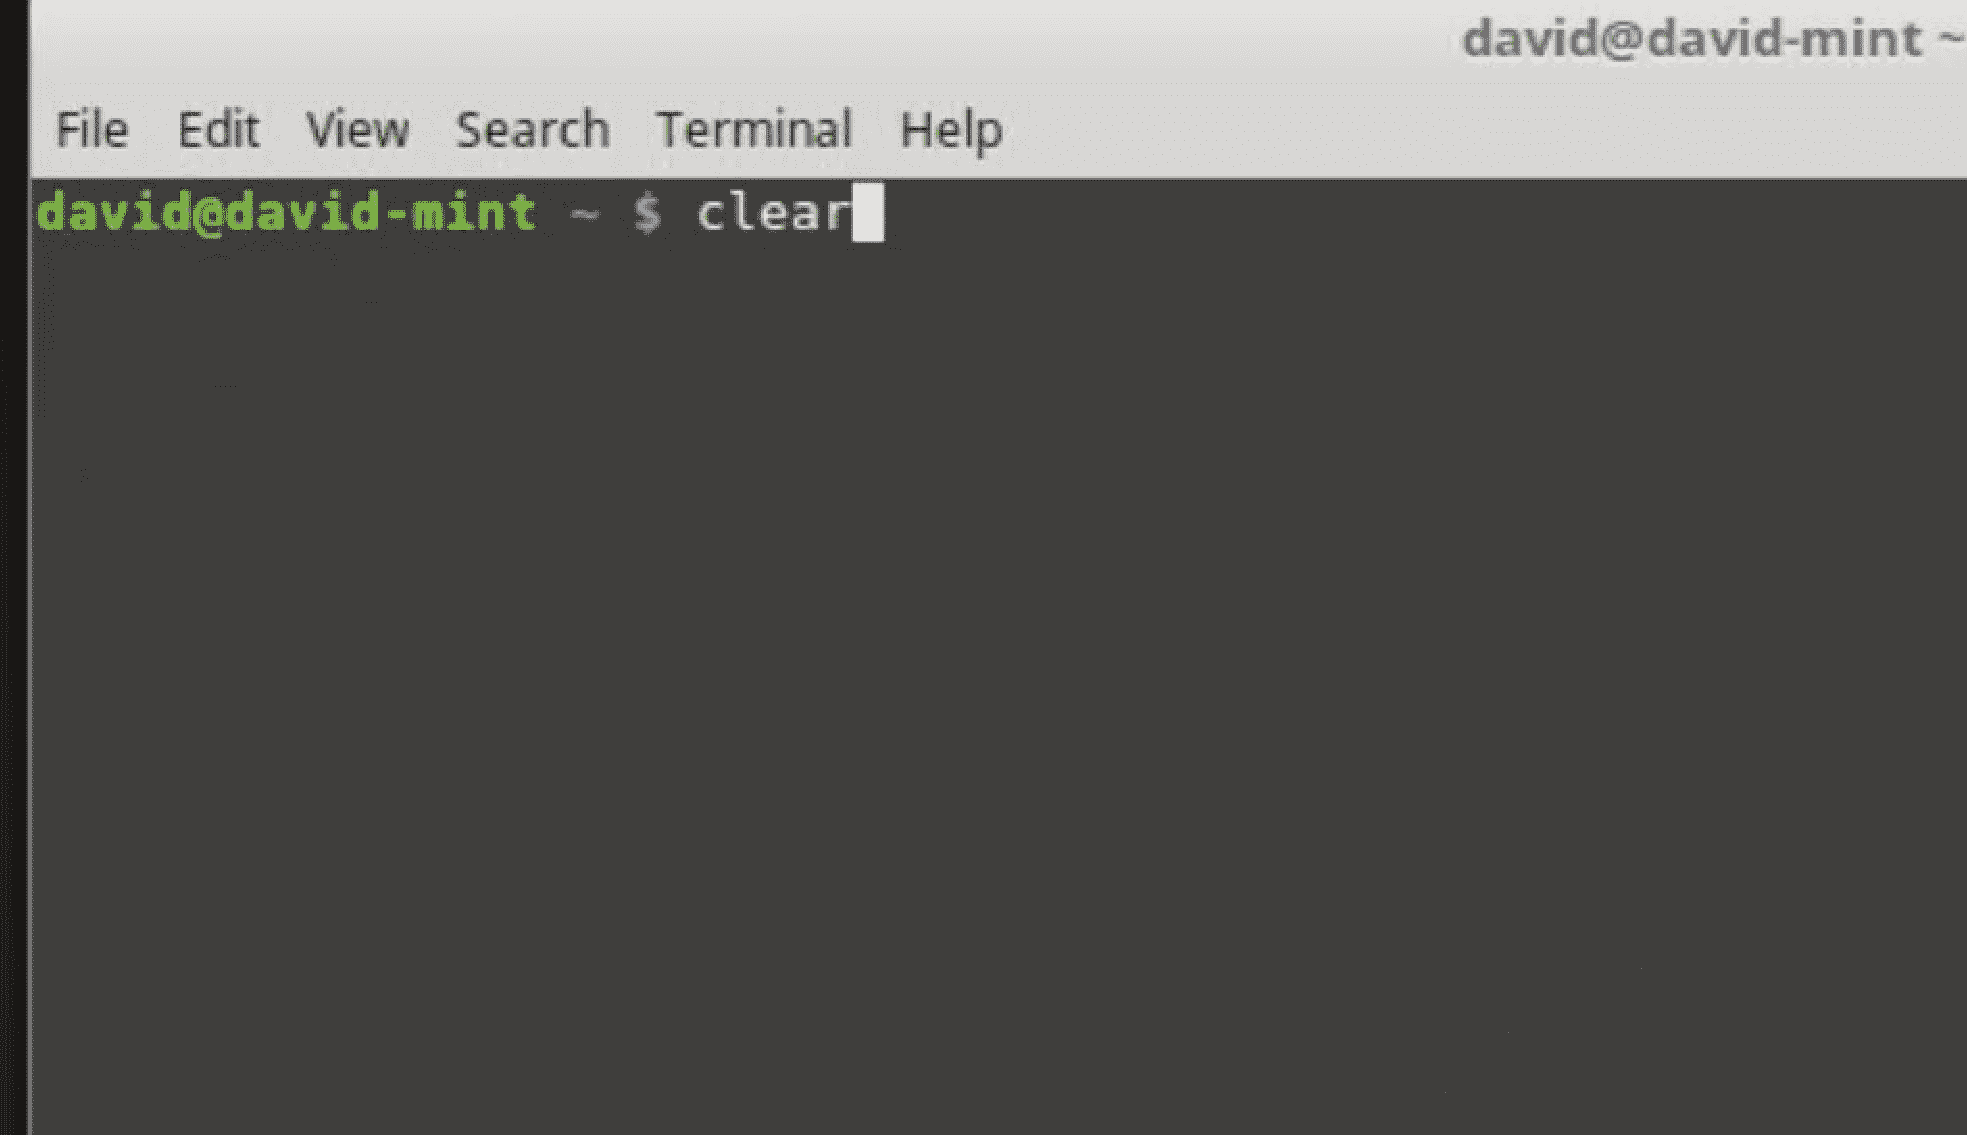 david@david-mint ~
File Edit View Search Terminal Help
david@david-mint ~ $ clear